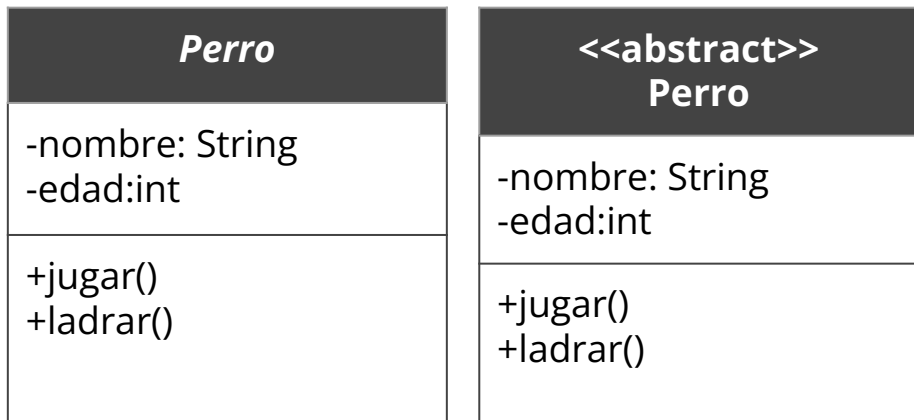 Perro
-nombre: String
-edad:int
+jugar()
+ladrar()
<<abstract>>
Perro
-nombre: String
-edad:int
+jugar()
+ladrar()